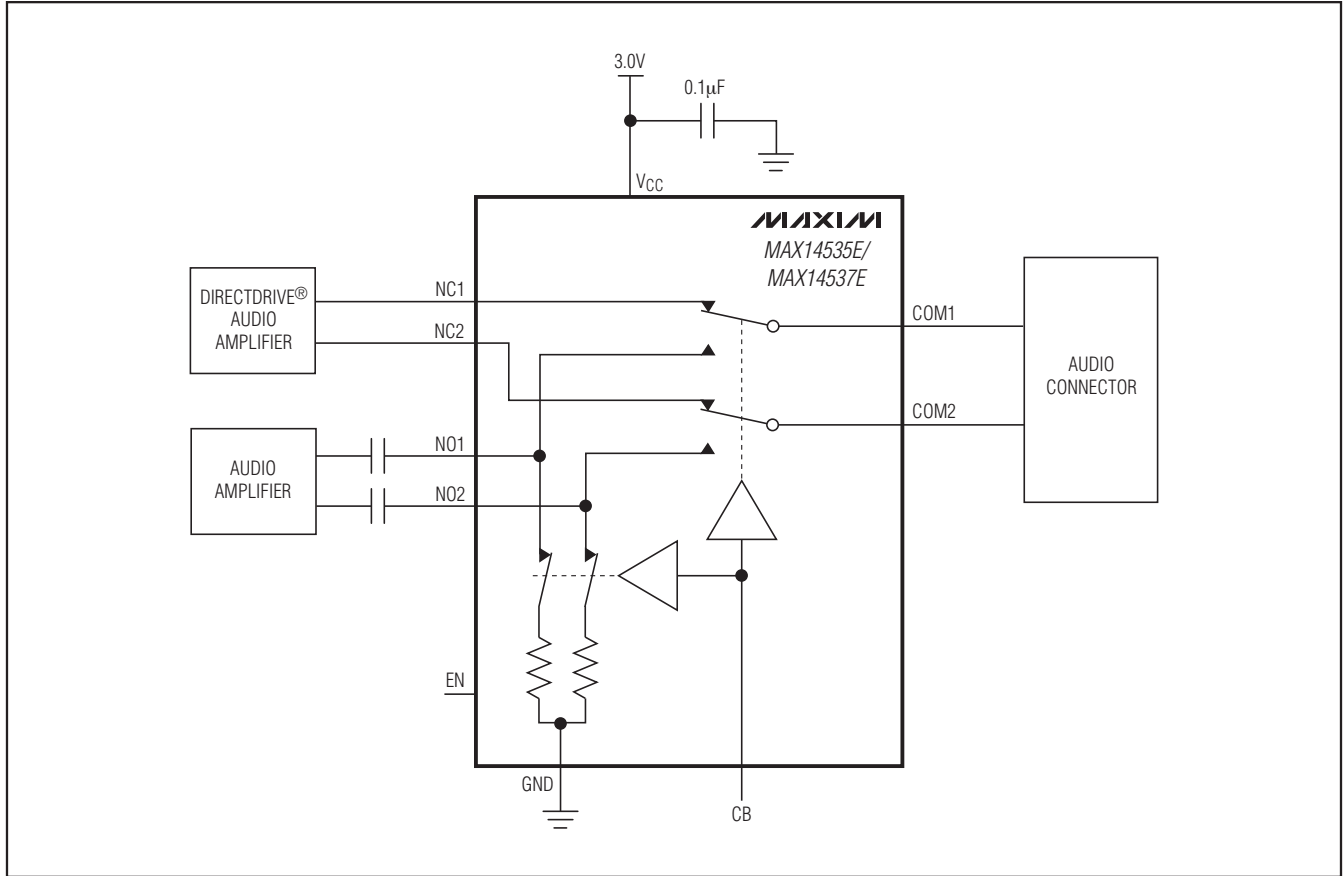 3.0V
0.1μF
VCC
MAXIM
MAX14535E/
MAX14537E
DIRECTDRIVE®
AUDIO
AMPLIFIER
NC1
NC2
COM1
COM2
AUDIO
CONNECTOR
AUDIO
AMPLIFIER
NO1
NO2
EN
GND
CB